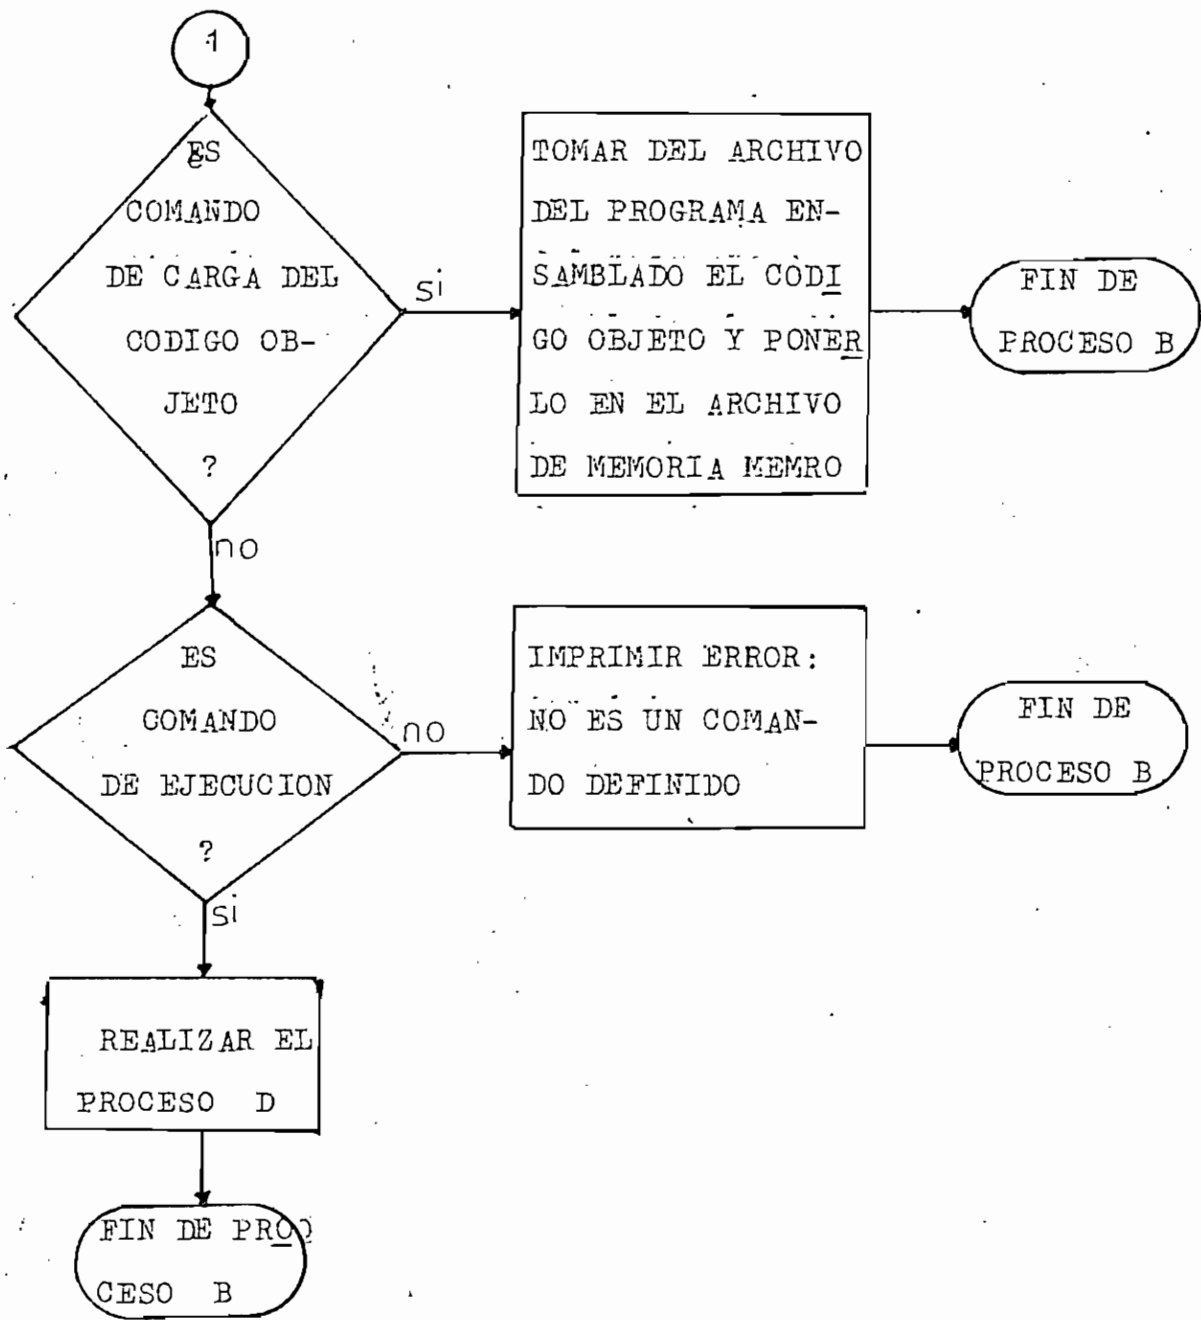 1
ES
COMANDO
DE CARGA DEL
CODIGO OB-
JETO
?
si
TOMAR DEL ARCHIVO
DEL PROGRAMA EN-
SAMBLADO EL CODI
GO OBJETO Y PONER
LO EN EL ARCHIVO
DE MEMORIA MEMRO
FIN DE
PROCESO B
no
ES
COMANDO
DE EJECUCION
?
no
IMPRIMIR ERROR:
NO ES UN COMAN-
DO DEFINIDO
FIN DE
PROCESO B
si
REALIZAR EL
PROCESO D
FIN DE PRO
CESO B